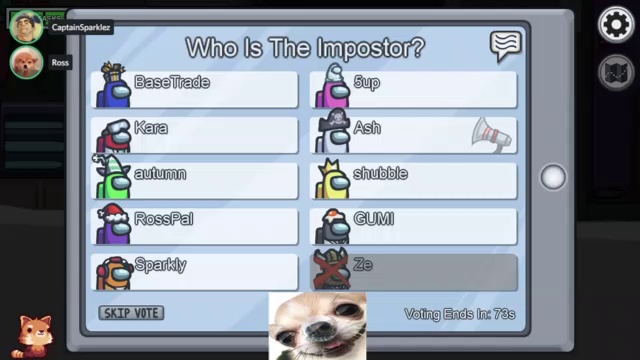 CaptainSparklez
Ross
Who Is The Impostor?
BaseTrade
5up
Kara
Ash
autumn
shubble
RossPal
GUMI
Sparkly
Ze
SKIP VOTE
Voting Ends In: 73s